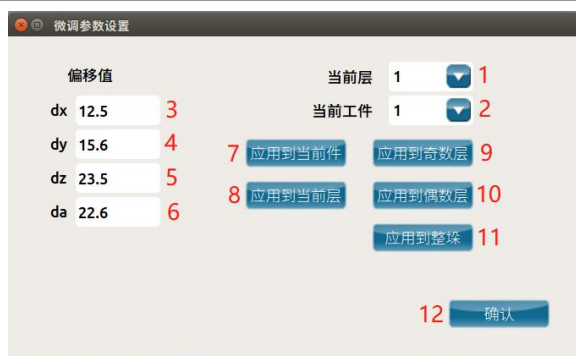 微调参数设置
偏移值
当前层 1 1
dx 12.5 3
当前工件 1 2
dy 15.6 4
7 应用到当前件 应用到奇数层 9
dz 23.5 5
8 应用到当前层 应用到偶数层 10
da 22.6 6
应用到整垛 11
12 确认